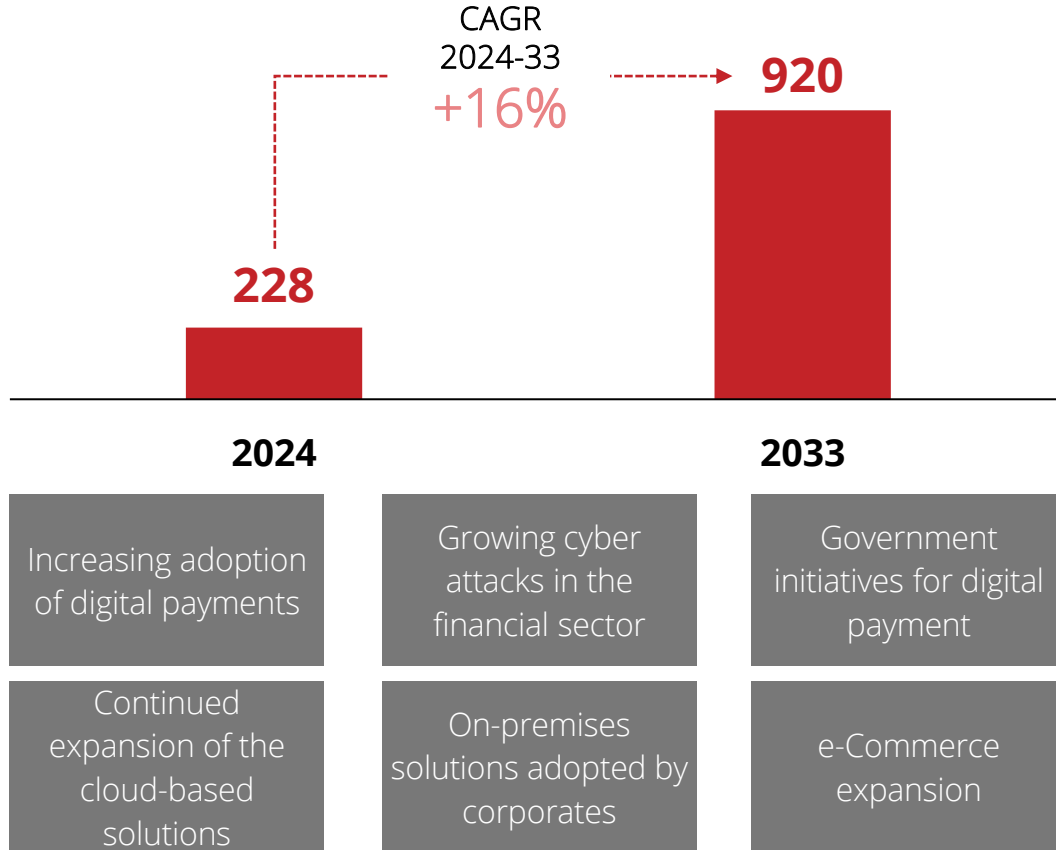 CAGR
2024-33
+16%
920
228
2024
2033
Increasing adoption
of digital payments
Growing cyber
attacks in the
financial sector
Government
initiatives for digital
payment
Continued
expansion of the
cloud-based
solutions
On-premises
solutions adopted by
corporates
e-Commerce
expansion